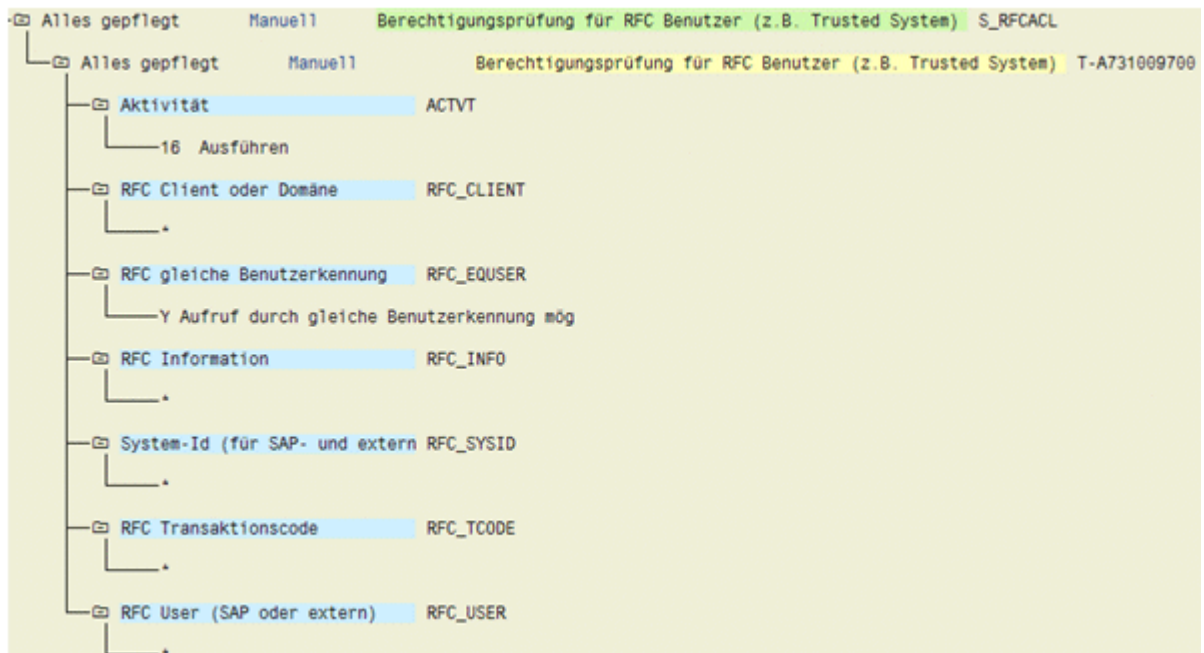 Alles gepflegt Manuell Berechtigungsprüfung für RFC Benutzer (z.B. Trusted System) S_RFCACL
Alles gepflegt Manuell Berechtigungsprüfung für RFC Benutzer (z.B. Trusted System) T-A731009700
Aktivität ACTVT
16 Ausführen
RFC Client oder Domäne RFC_CLIENT
*
RFC gleiche Benutzerkennung RFC_EQUSER
Y Aufruf durch gleiche Benutzerkennung mög
RFC Information RFC_INFO
*
System-Id (für SAP- und extern RFC_SYSID
*
RFC Transaktionscode RFC_TCODE
*
RFC User (SAP oder extern) RFC_USER
*